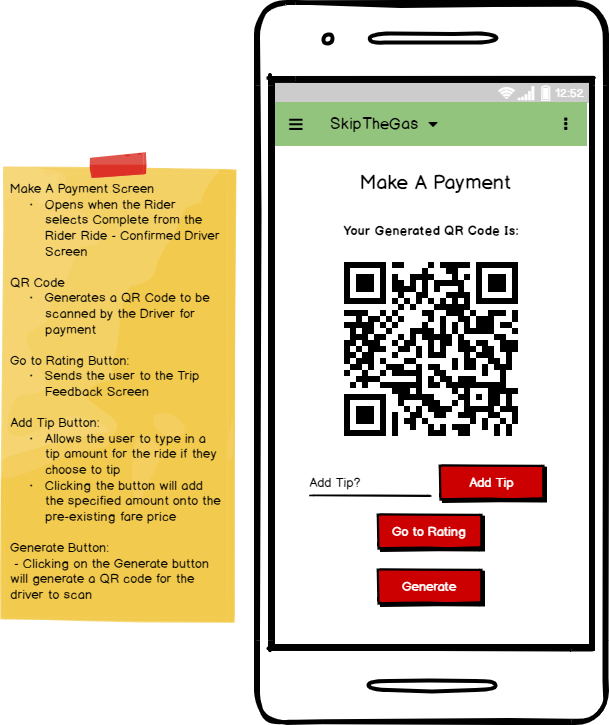 Make A Payment Screen
· Opens when the Rider
selects Complete from the
Rider Ride - Confirmed Driver
Screen
QR Code
· Generates a QR Code to be
scanned by the Driver for
payment
Go to Rating Button:
· Sends the user to the Trip
Feedback Screen
Add Tip Button:
· Allows the user to type in a
tip amount for the ride if they
choose to tip
· Clicking the button will add
the specified amount onto the
pre-existing fare price
Generate Button:
- Clicking on the Generate button
will generate a QR code for the
driver to scan
12:52
SkipTheGas
Make A Payment
Your Generated QR Code Is:
Add Tip?
Add Tip
Go to Rating
Generate